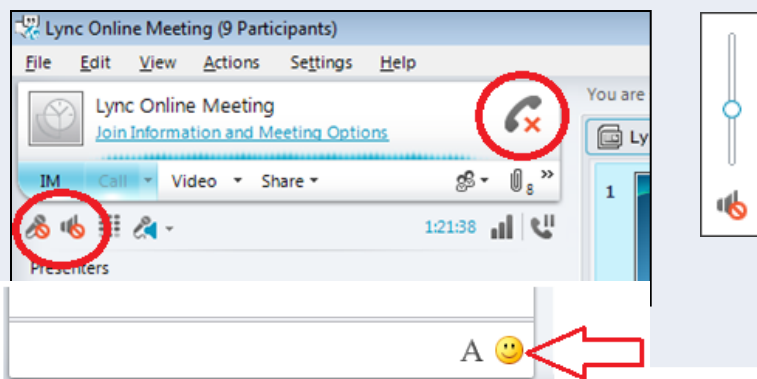 Lync Online Meeting (9 Participants)
File Edit View Actions Settings Help
Lync Online Meeting
Join Information and Meeting Options
You are
Ly
IM Call Video Share 8 »
1
1:21:38
Presenters
A